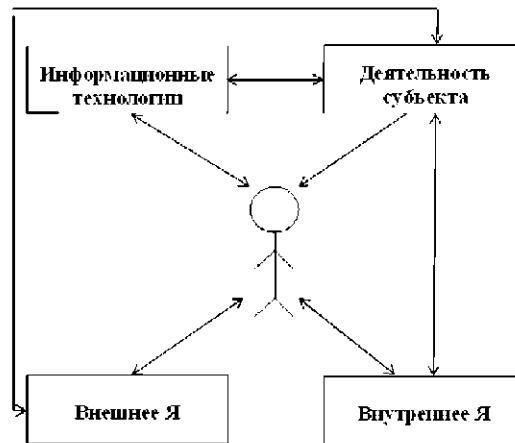 Информационные
технологии
Деятельность
субъекта
Внешнее Я
Внутреннее Я